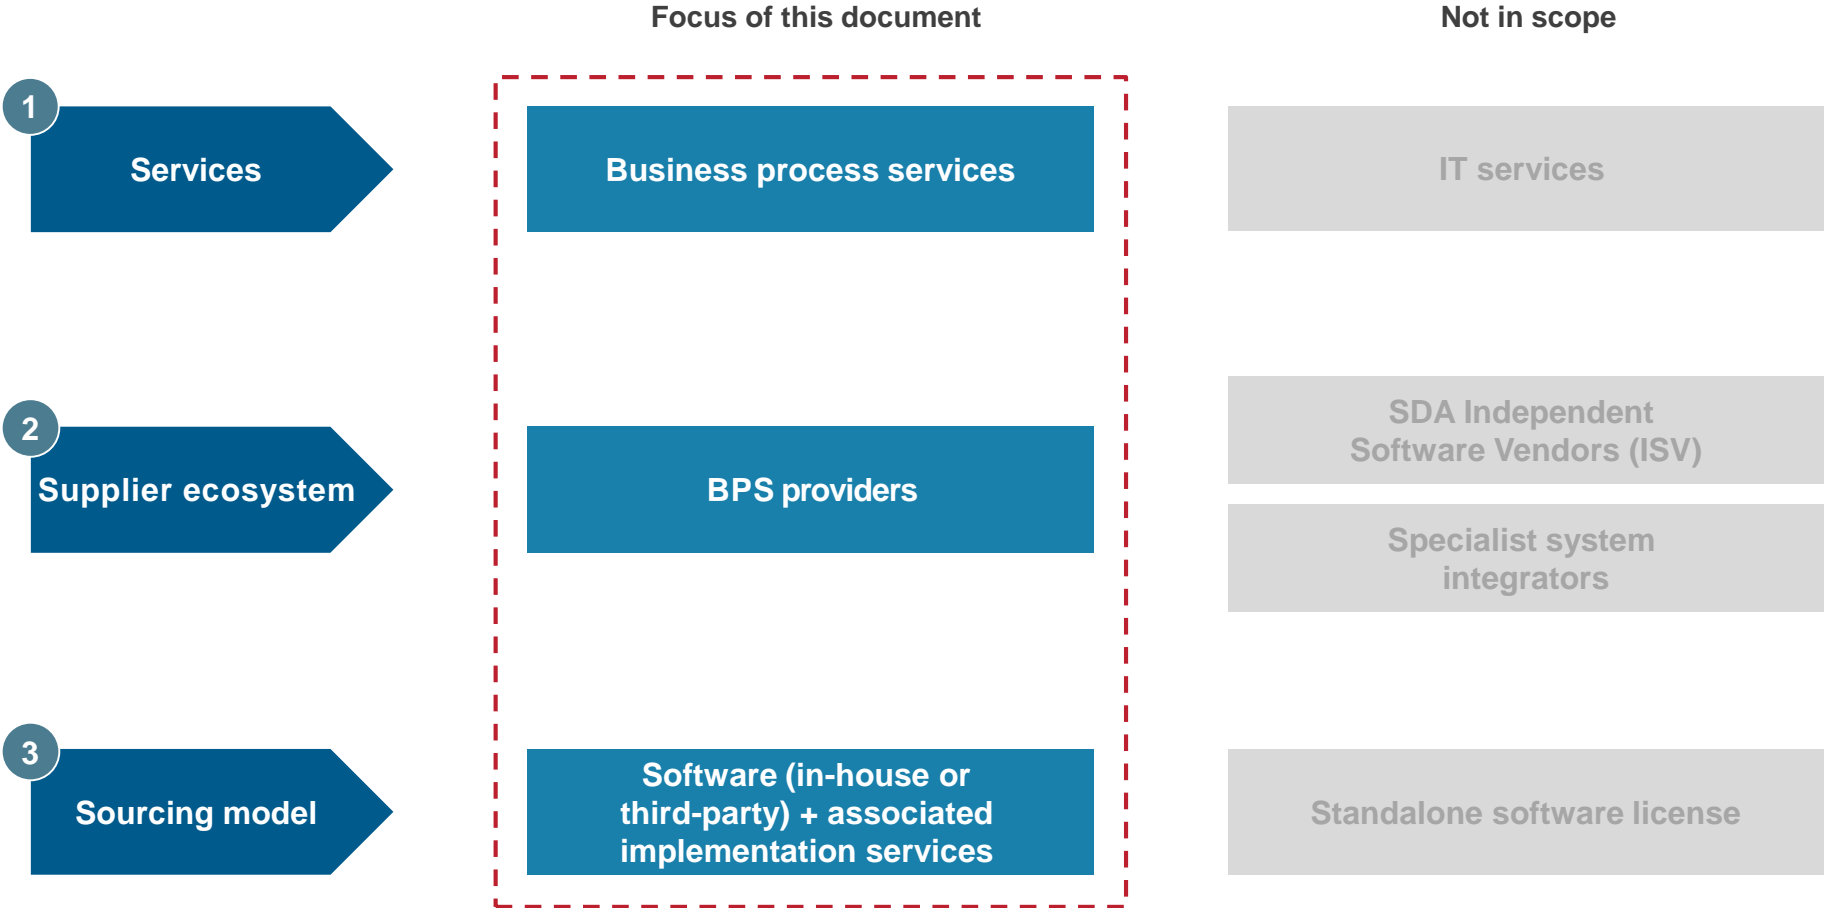 Focus of this document
Not in scope
1
Services
Business process services
IT services
2
Supplier ecosystem
BPS providers
SDA Independent
Software Vendors (ISV)
Specialist system
integrators
3
Sourcing model
Software (in-house or
third-party) + associated
implementation services
Standalone software license